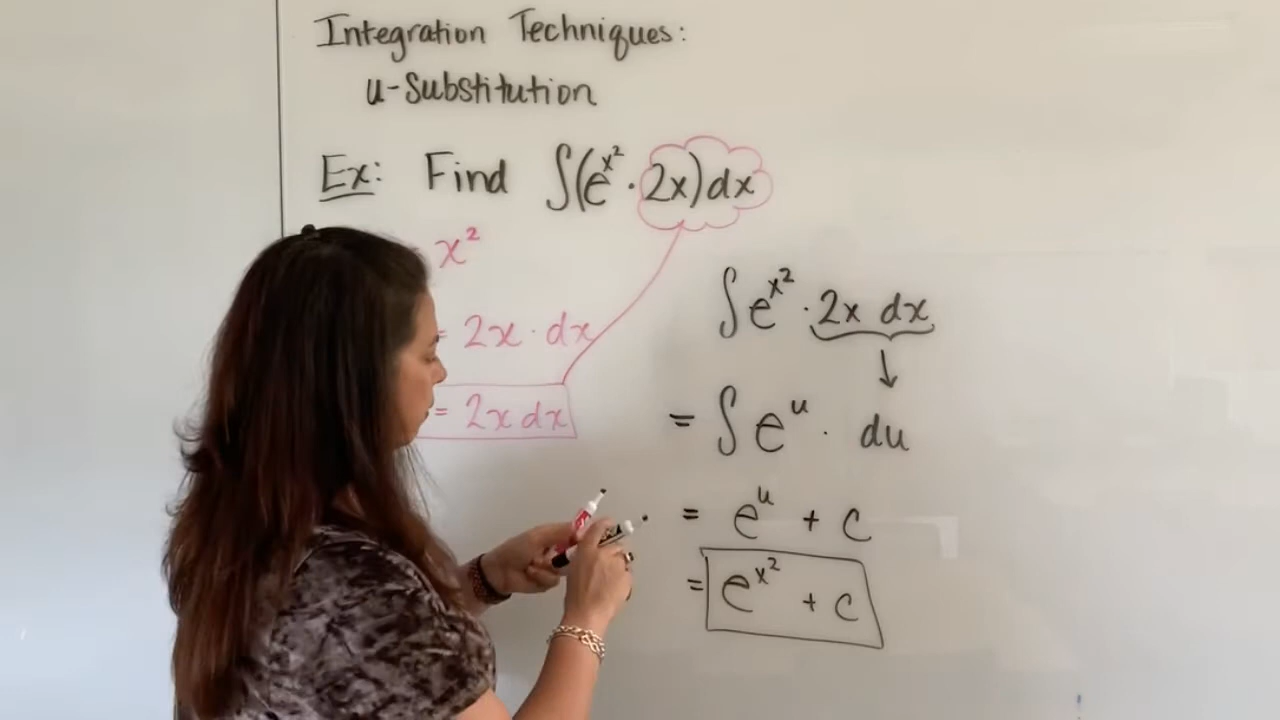 Integration Techniques:
u-Substitution
Ex: Find ∫(e^x² · 2x)dx
x²
= 2x · dx
= 2x dx
∫e^x² · 2x dx
↓
= ∫e^u · du
= e^u + c
= e^x² + c